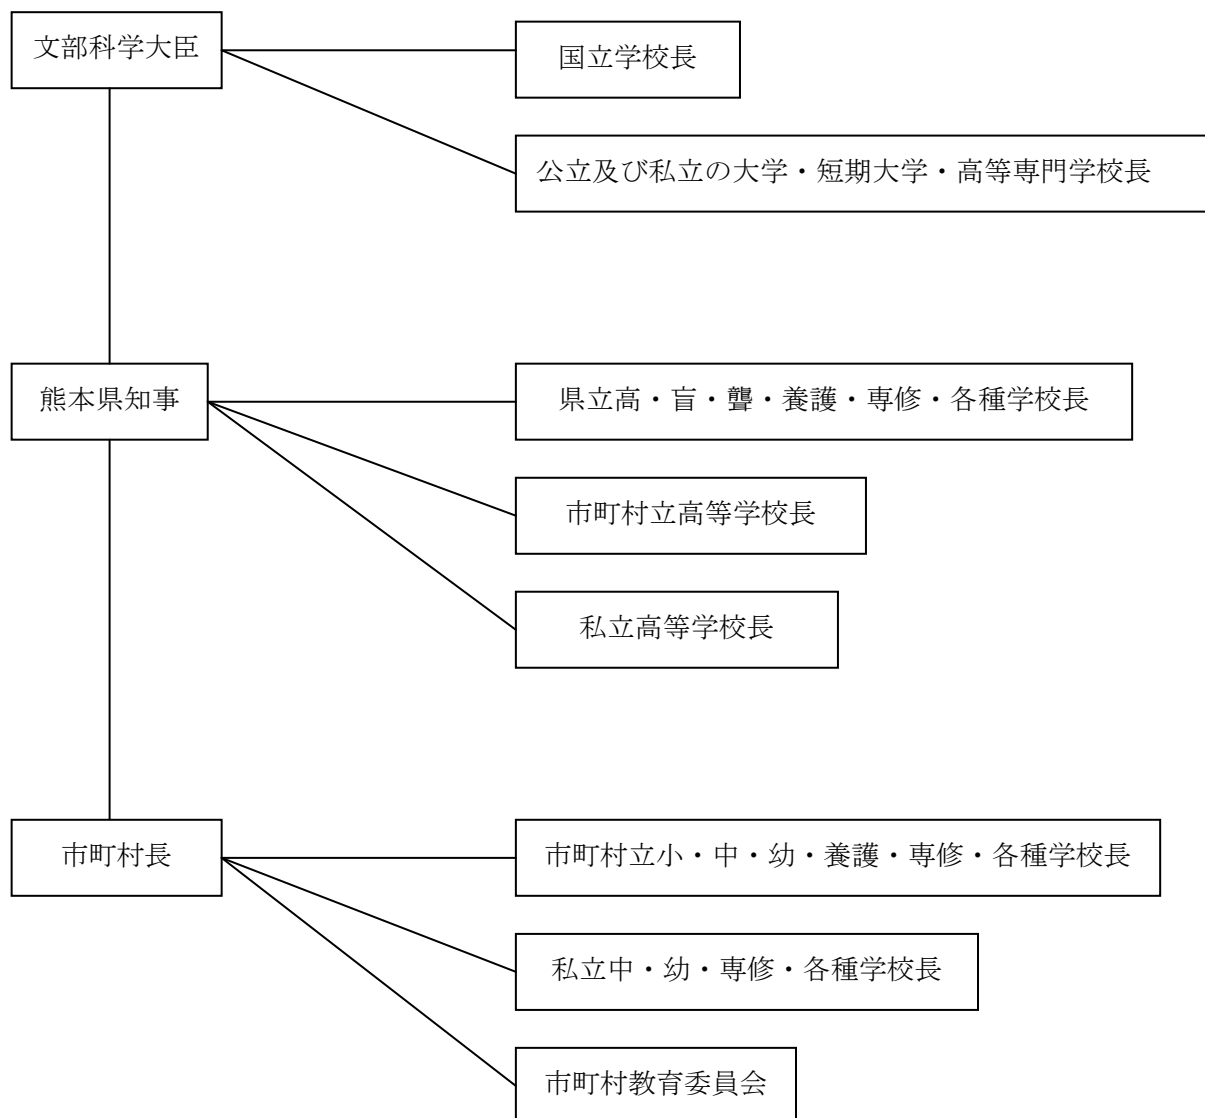 文部科学大臣
国立学校長
公立及び私立の大学・短期大学・高等専門学校長
熊本県知事
県立高・盲・聾・養護・専修・各種学校長
市町村立高等学校長
私立高等学校長
市町村長
市町村立小・中・幼・養護・専修・各種学校長
私立中・幼・専修・各種学校長
市町村教育委員会